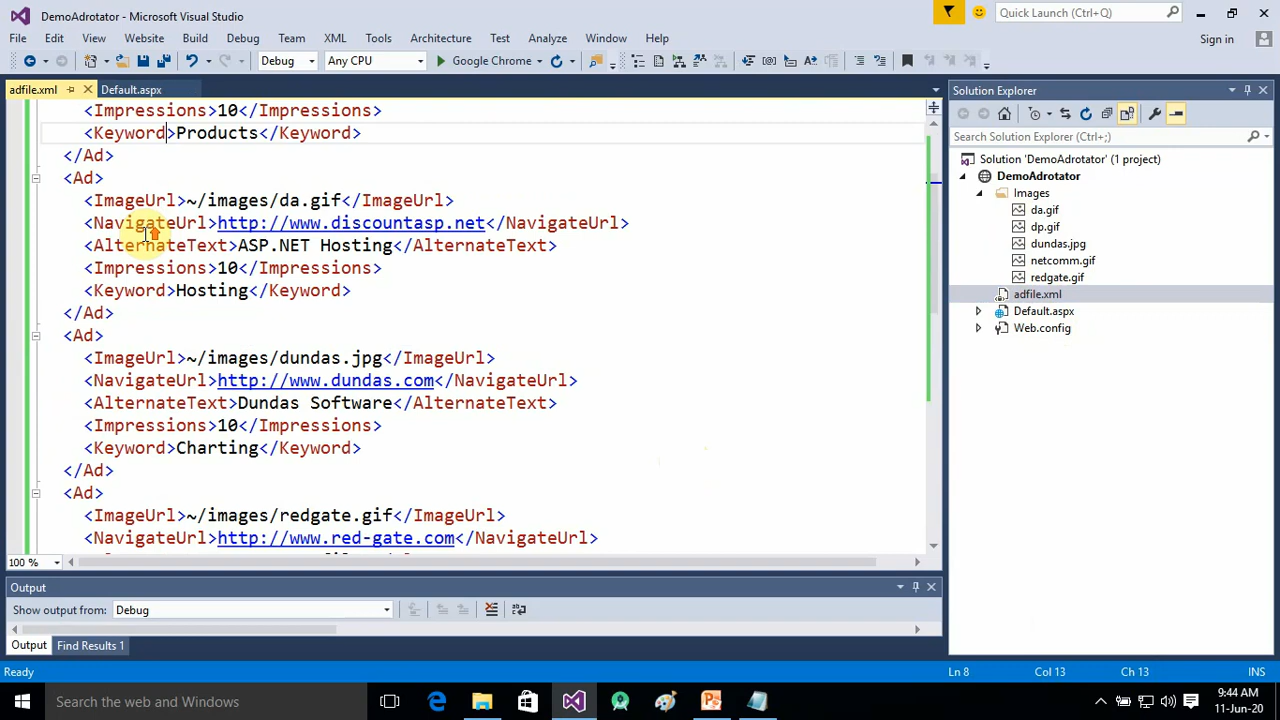 DemoAdrotator - Microsoft Visual Studio
Quick Launch (Ctrl+Q)
File Edit View Website Build Debug Team XML Tools Architecture Test Analyze Window Help
Sign in
Debug Any CPU Google Chrome
adfile.xml Default.aspx
<Impressions>10</Impressions>
<Keyword>Products</Keyword>
</Ad>
<Ad>
<ImageUrl>~/images/da.gif</ImageUrl>
<NavigateUrl>http://www.discountasp.net</NavigateUrl>
<AlternateText>ASP.NET Hosting</AlternateText>
<Impressions>10</Impressions>
<Keyword>Hosting</Keyword>
</Ad>
<Ad>
<ImageUrl>~/images/dundas.jpg</ImageUrl>
<NavigateUrl>http://www.dundas.com</NavigateUrl>
<AlternateText>Dundas Software</AlternateText>
<Impressions>10</Impressions>
<Keyword>Charting</Keyword>
</Ad>
<Ad>
<ImageUrl>~/images/redgate.gif</ImageUrl>
<NavigateUrl>http://www.red-gate.com</NavigateUrl>
100 %
Output
Show output from: Debug
Output Find Results 1
Solution Explorer
Search Solution Explorer (Ctrl+;)
Solution 'DemoAdrotator' (1 project)
DemoAdrotator
Images
da.gif
dp.gif
dundas.jpg
netcomm.gif
redgate.gif
adfile.xml
Default.aspx
Web.config
Ready Ln 8 Col 13 Ch 13 INS
Search the web and Windows
9:44 AM
11-Jun-20